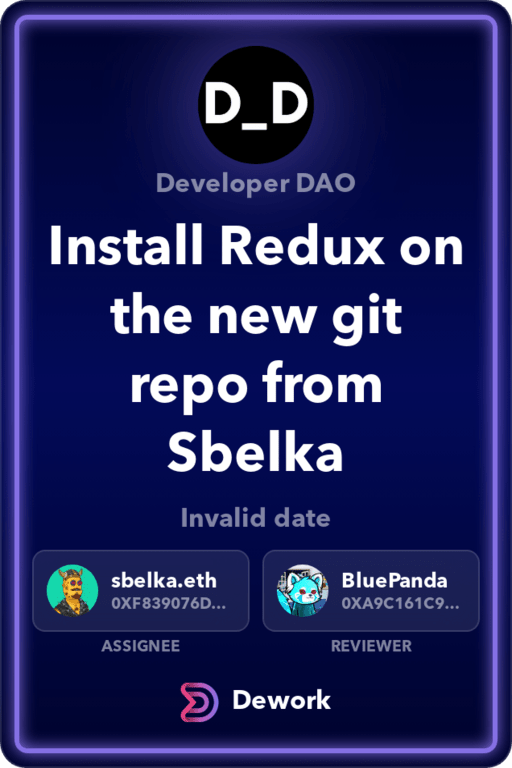 D_D
Developer DAO
Install Redux on
the new git
repo from
Sbelka
Invalid date
sbelka.eth
0XF839076D...
ASSIGNEE
BluePanda
0XA9C161C9...
REVIEWER
Dework